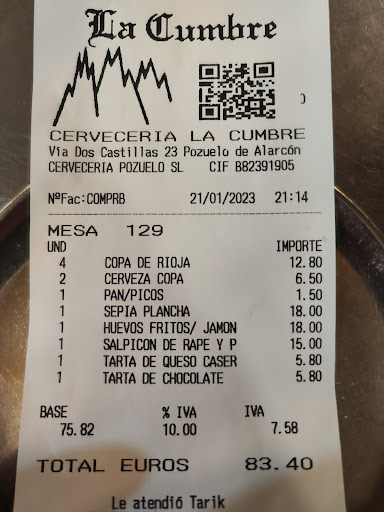 La Cumbre
CERVECERIA LA CUMBRE
Vía Dos Castillas 23 Pozuelo de Alarcón
CERVECERIA POZUELO SL CIF B82391905
NºFac:COMPRB 21/01/2023 21:14
MESA 129
UND IMPORTE
4 COPA DE RIOJA 12.80
2 CERVEZA COPA 6.50
1 PAN/PICOS 1.50
1 SEPIA PLANCHA 18.00
1 HUEVOS FRITOS/ JAMON 18.00
1 SALPICON DE RAPE Y P 15.00
1 TARTA DE QUESO CASER 5.80
1 TARTA DE CHOCOLATE 5.80
BASE % IVA IVA
75.82 10.00 7.58
TOTAL EUROS 83.40
Le atendió Tarik